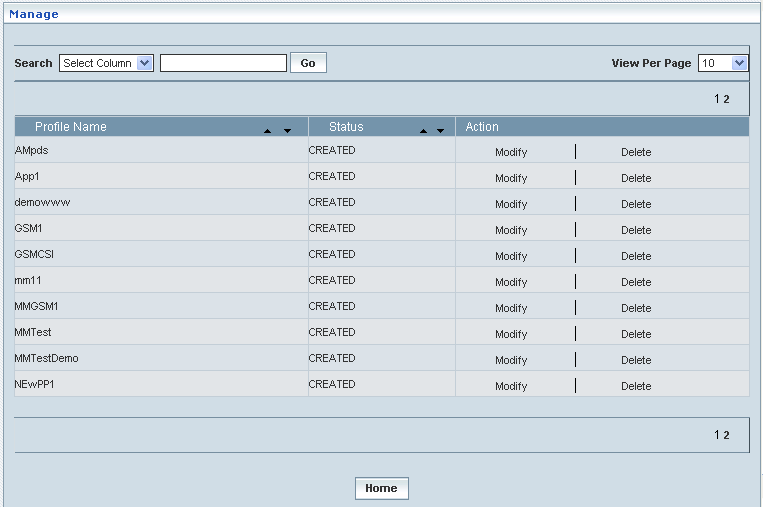 Manage
Search Select Column Go View Per Page 10
1 2
Profile Name Status Action
AMpds CREATED Modify Delete
App1 CREATED Modify Delete
demowww CREATED Modify Delete
GSM1 CREATED Modify Delete
GSMCSI CREATED Modify Delete
mm11 CREATED Modify Delete
MMGSM1 CREATED Modify Delete
MMTest CREATED Modify Delete
MMTestDemo CREATED Modify Delete
NEwPP1 CREATED Modify Delete
1 2
Home